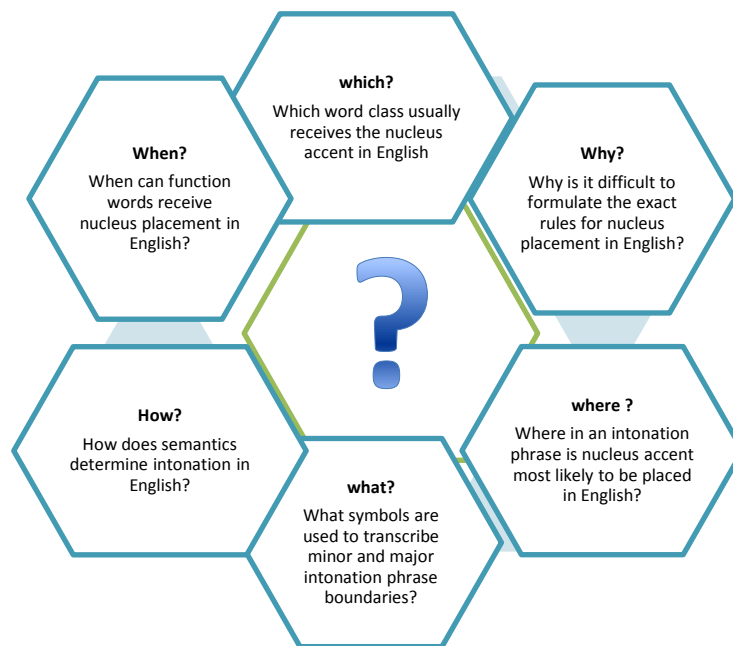 which?
Which word class usually
receives the nucleus
accent in English
When?
When can function
words receive
nucleus placement in
English?
Why?
Why is it difficult to
formulate the exact
rules for nucleus
placement in English?
?
How?
How does semantics
determine intonation in
English?
where ?
Where in an intonation
phrase is nucleus accent
most likely to be placed
in English?
what?
What symbols are
used to transcribe
minor and major
intonation phrase
boundaries?